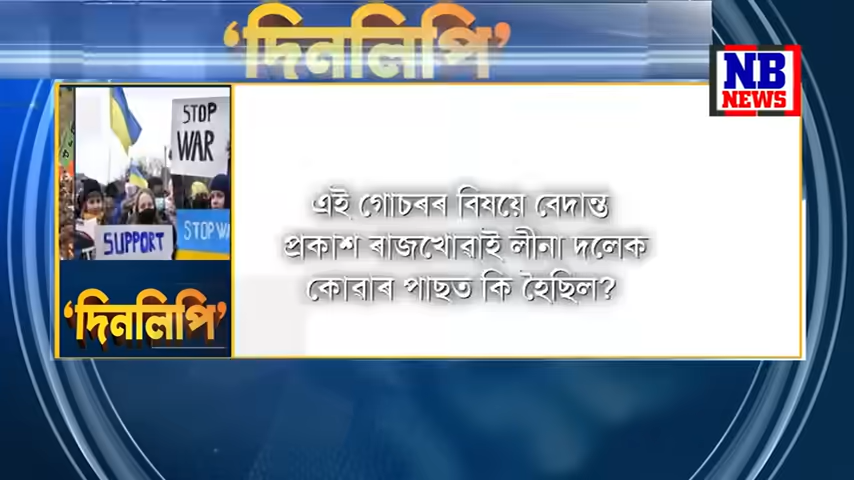 ‘দিনলিপি’
NB
NEWS
STOP
WAR
SUPPORT
STOP W
এই গোচৰৰ বিষয়ে বেদান্ত
প্ৰকাশ ৰাজখোৱাই লীনা দলেক
কোৱাৰ পাছত কি হৈছিল?
‘দিনলিপি’